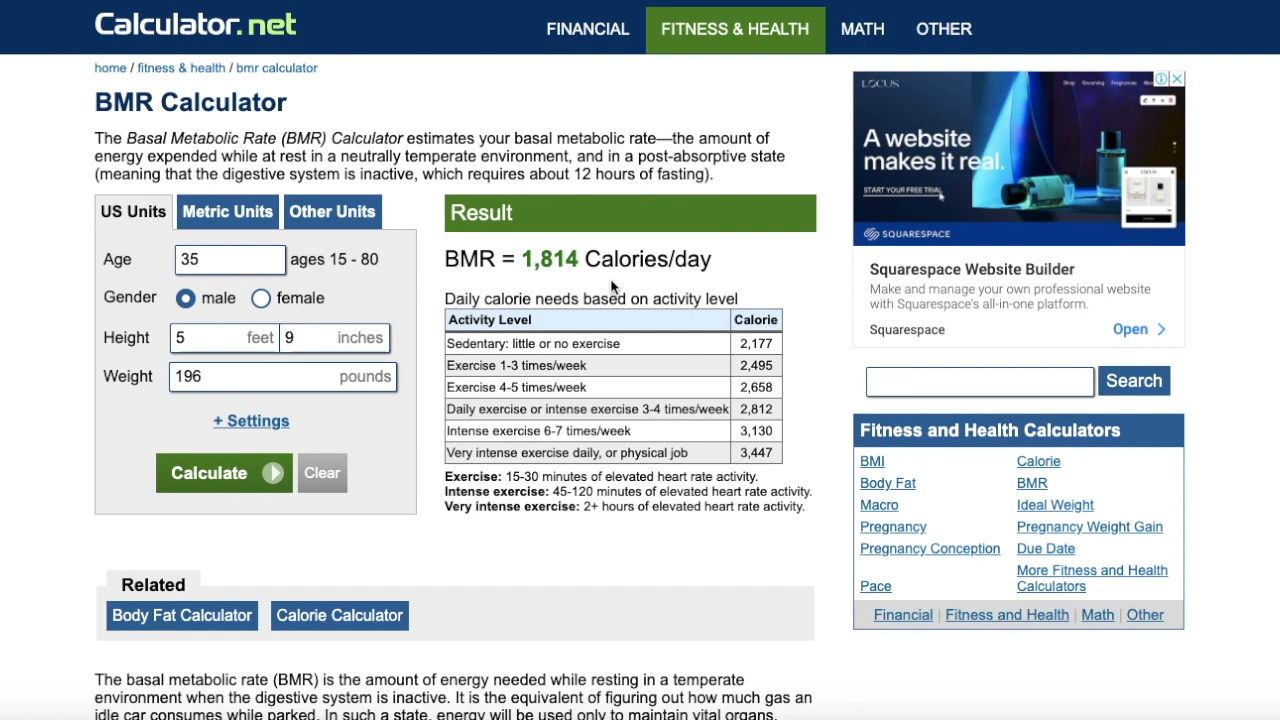 Calculator.net
FINANCIAL
FITNESS & HEALTH
MATH
OTHER
home / fitness & health / bmr calculator
BMR Calculator
The Basal Metabolic Rate (BMR) Calculator estimates your basal metabolic rate—the amount of
energy expended while at rest in a neutrally temperate environment, and in a post-absorptive state
(meaning that the digestive system is inactive, which requires about 12 hours of fasting).
US Units
Metric Units
Other Units
Age 35 ages 15 - 80
Gender male female
Height 5 feet 9 inches
Weight 196 pounds
+ Settings
Calculate
Clear
Result
BMR = 1,814 Calories/day
Daily calorie needs based on activity level
Activity Level Calorie
Sedentary: little or no exercise 2,177
Exercise 1-3 times/week 2,495
Exercise 4-5 times/week 2,658
Daily exercise or intense exercise 3-4 times/week 2,812
Intense exercise 6-7 times/week 3,130
Very intense exercise daily, or physical job 3,447
Exercise: 15-30 minutes of elevated heart rate activity.
Intense exercise: 45-120 minutes of elevated heart rate activity.
Very intense exercise: 2+ hours of elevated heart rate activity.
Related
Body Fat Calculator
Calorie Calculator
The basal metabolic rate (BMR) is the amount of energy needed while resting in a temperate
environment when the digestive system is inactive. It is the equivalent of figuring out how much gas an
idle car consumes while parked. In such a state, energy will be used only to maintain vital organs,
LOCUS
Shop Grooming Fragrances
A website
makes it real.
START YOUR FREE TRIAL
LOCUS
SQUARESPACE
Squarespace Website Builder
Make and manage your own professional website
with Squarespace's all-in-one platform.
Squarespace
Open
Search
Fitness and Health Calculators
BMI Calorie
Body Fat BMR
Macro Ideal Weight
Pregnancy Pregnancy Weight Gain
Pregnancy Conception Due Date
Pace More Fitness and Health
Calculators
Financial | Fitness and Health | Math | Other